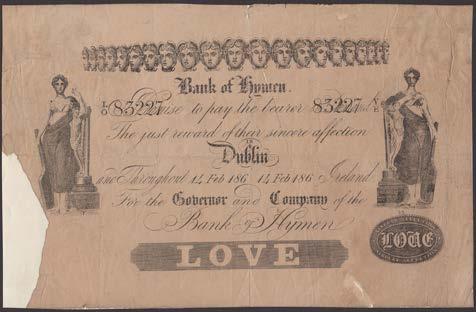 Bank of Hymen.
83227 Promise to pay the bearer 83227
The just reward of their sincere affection
IN
Dublin
and Throughout 14 Feb 186 14 Feb 186 Ireland
For the Governor and Company of the
Bank of Hymen
LOVE
LOVE